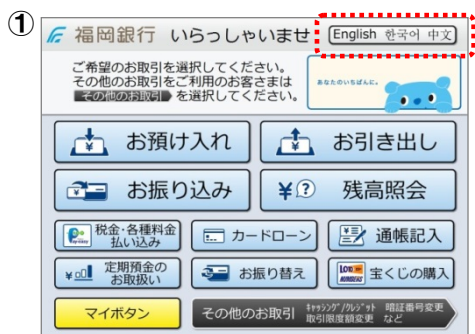 ①
福岡銀行 いらっしゃいませ English 한국어 中文
ご希望のお取引を選択してください。
その他のお取引をご利用のお客さまは
その他のお取引 を選択してください。
あなたのいちばんに。
お預け入れ
お引き出し
お振り込み
¥? 残高照会
税金・各種料金
払い込み
カードローン
通帳記入
定期預金の
お取扱い
お振り替え
LOTO
NUMBERS
宝くじの購入
マイボタン
その他のお取引
ｷｬｯｼﾝｸﾞ/ｸﾚｼﾞｯﾄ 暗証番号変更
取引限度額変更 など